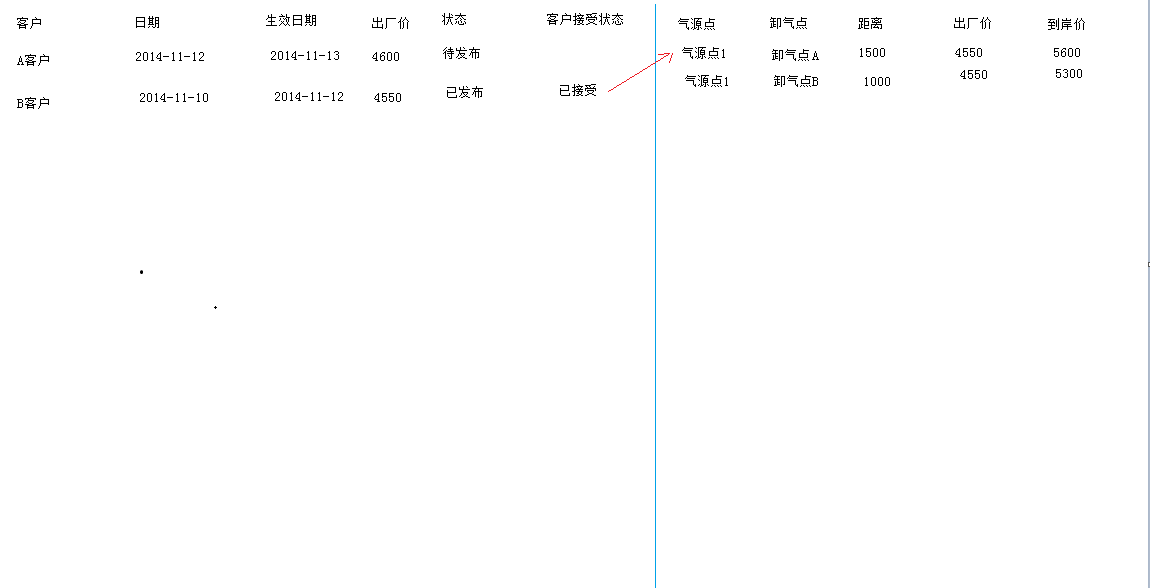 客户 日期 生效日期 出厂价 状态 客户接受状态 气源点 卸气点 距离 出厂价 到岸价
A客户 2014-11-12 2014-11-13 4600 待发布 气源点1 卸气点A 1500 4550 5600
气源点1 卸气点B 1000 4550 5300
B客户 2014-11-10 2014-11-12 4550 已发布 已接受